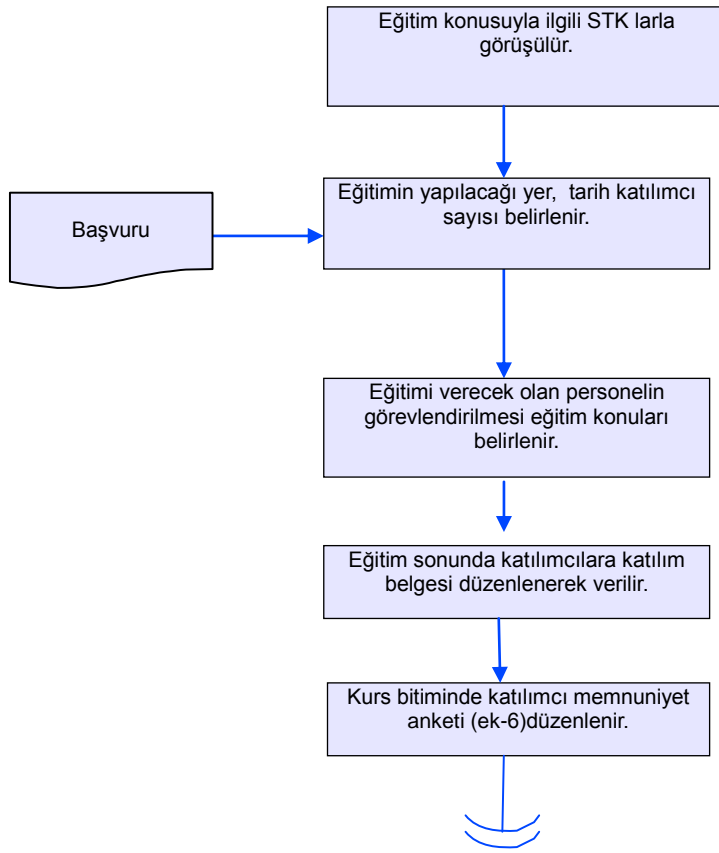 Eğitim konusuyla ilgili STK larla
görüşülür.
Eğitimin yapılacağı yer,  tarih katılımcı
sayısı belirlenir.
Başvuru
Eğitimi verecek olan personelin
görevlendirilmesi eğitim konuları
belirlenir.
Eğitim sonunda katılımcılara katılım
belgesi düzenlenerek verilir.
Kurs bitiminde katılımcı memnuniyet
anketi (ek-6)düzenlenir.